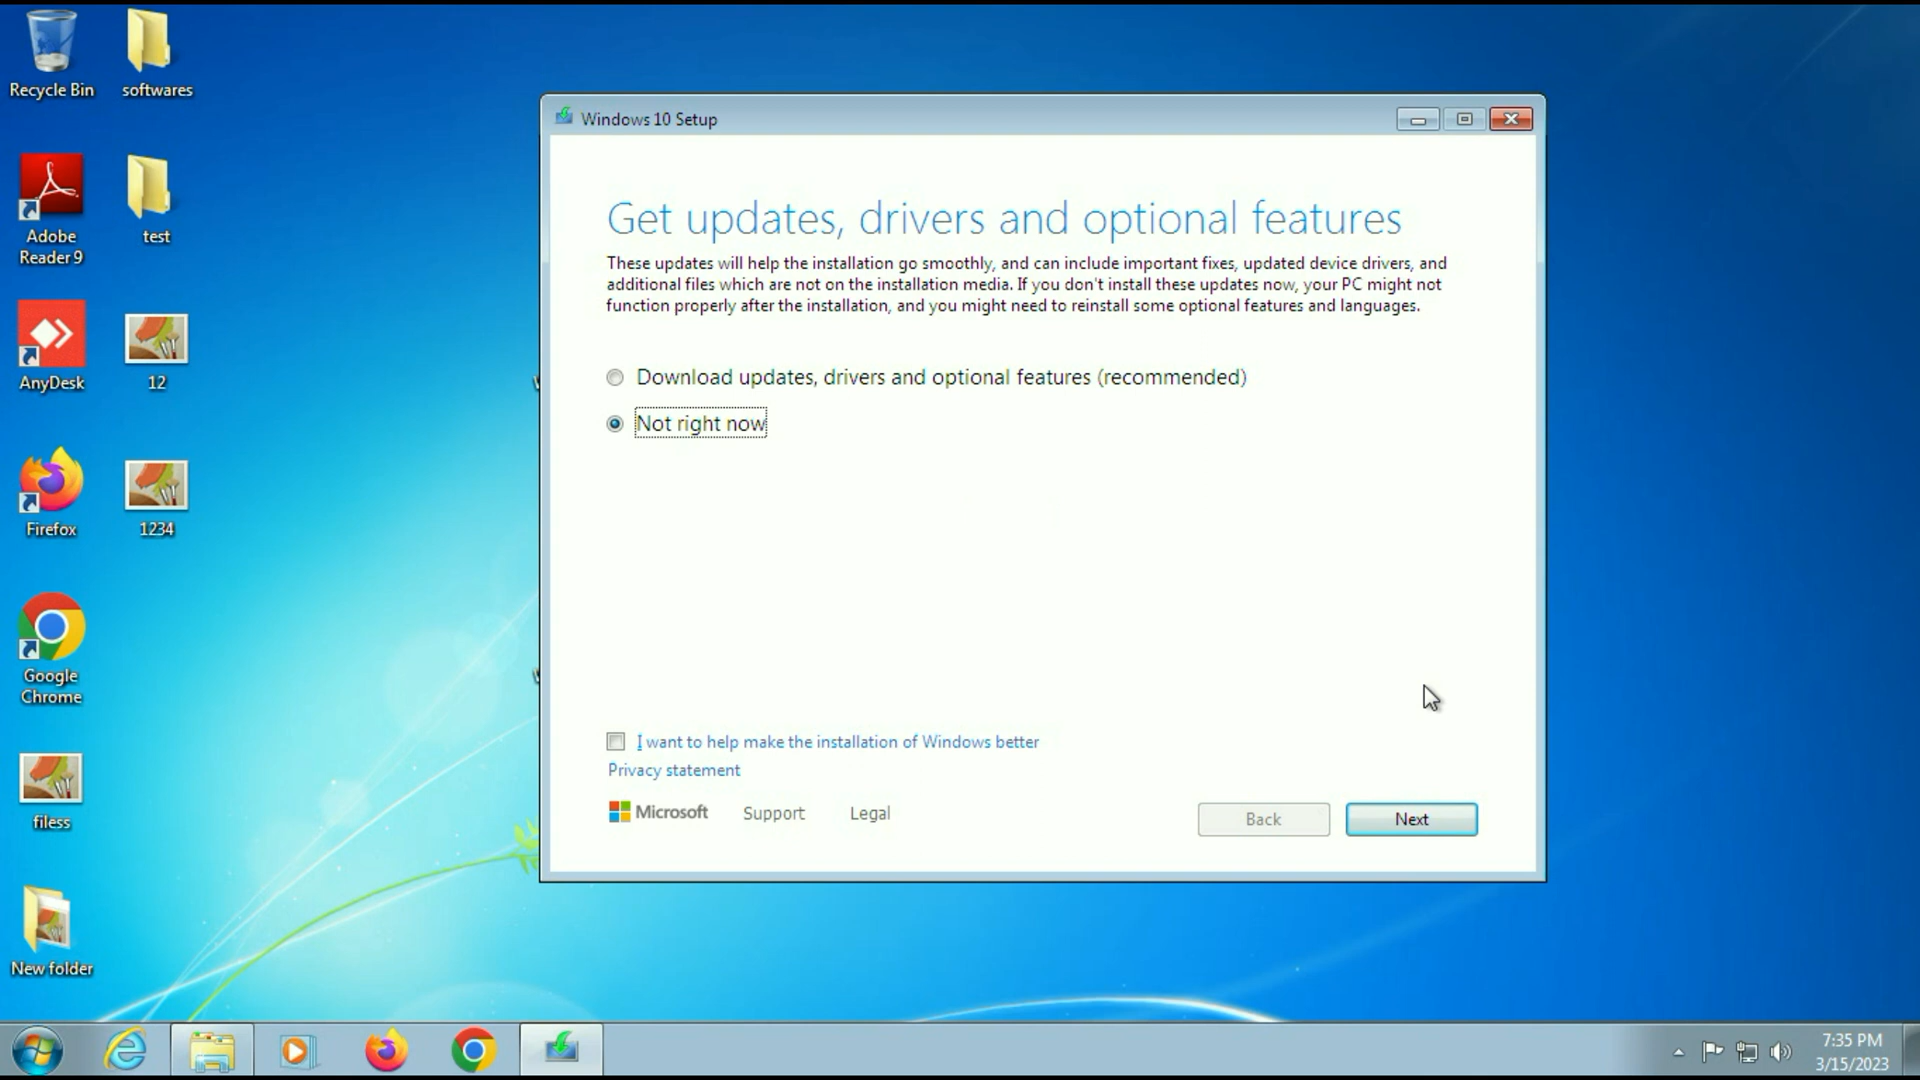 Recycle Bin
softwares
Adobe
Reader 9
test
AnyDesk
12
Firefox
1234
Google
Chrome
filess
New folder
Windows 10 Setup
Get updates, drivers and optional features
These updates will help the installation go smoothly, and can include important fixes, updated device drivers, and
additional files which are not on the installation media. If you don't install these updates now, your PC might not
function properly after the installation, and you might need to reinstall some optional features and languages.
Download updates, drivers and optional features (recommended)
Not right now
I want to help make the installation of Windows better
Privacy statement
Microsoft
Support
Legal
Back
Next
7:35 PM
3/15/2023